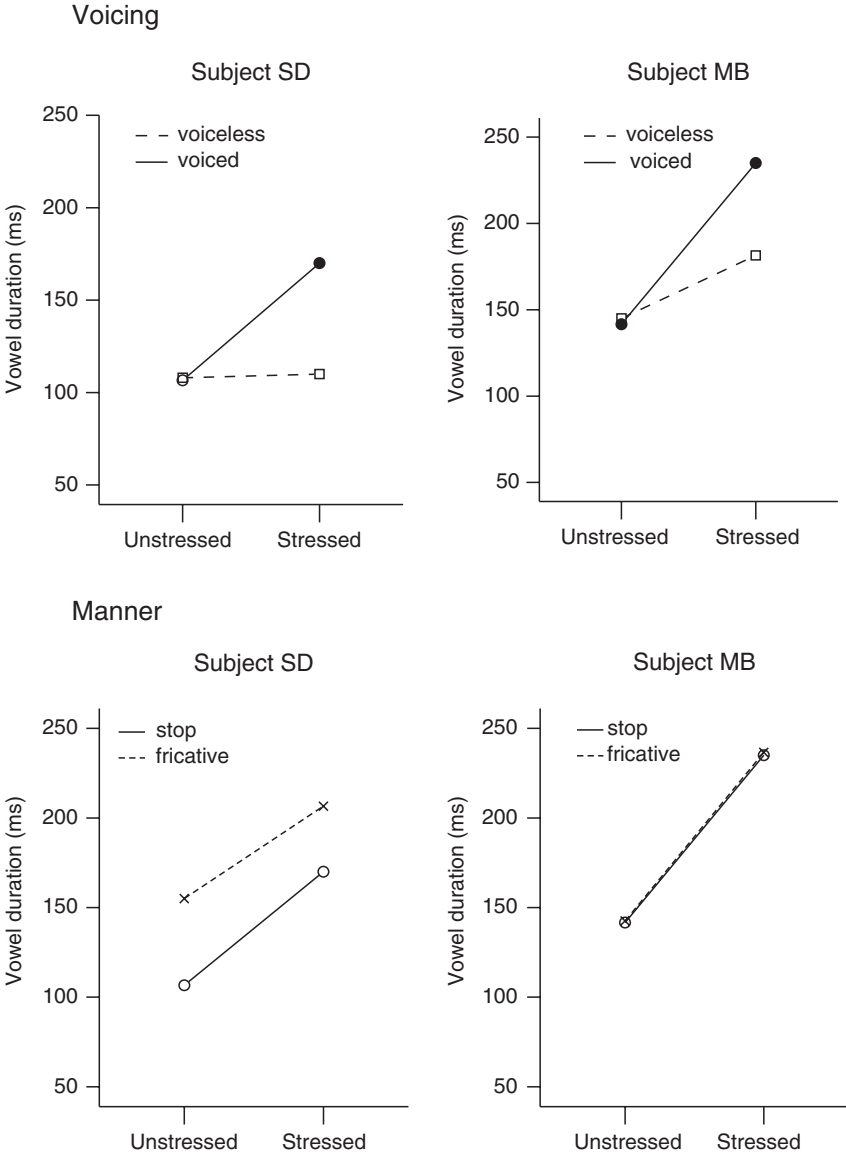 Voicing
Subject SD
250
200
150
100
50
Vowel duration (ms)
voiceless
voiced
Unstressed Stressed
Subject MB
250
200
150
100
50
Vowel duration (ms)
voiceless
voiced
Unstressed Stressed
Manner
Subject SD
250
200
150
100
50
Vowel duration (ms)
stop
fricative
Unstressed Stressed
Subject MB
250
200
150
100
50
Vowel duration (ms)
stop
fricative
Unstressed Stressed